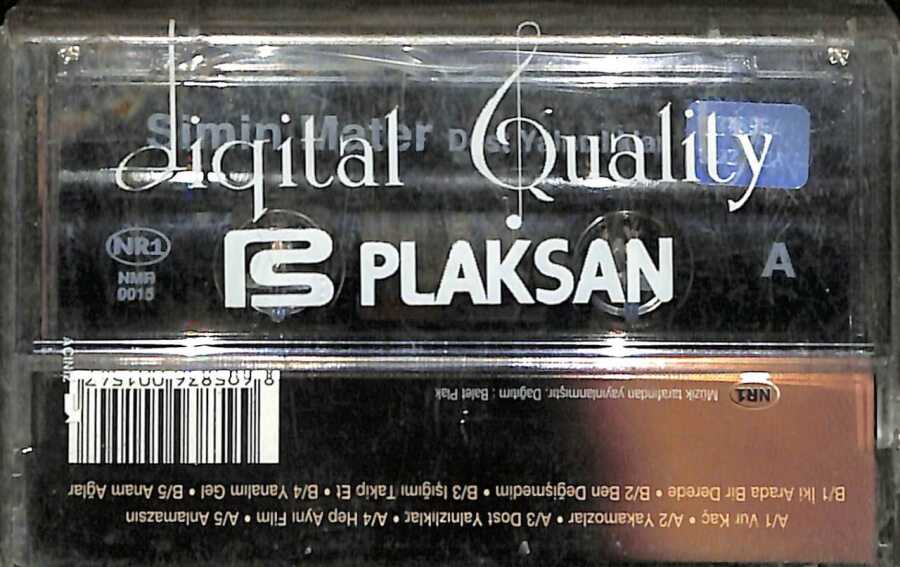 Digital Quality
Simini Mater
NR1
NMR
0015
PLAKSAN
A
A/1 Vur Kaç • A/2 Yakamozlar • A/3 Dost Yalnızlıklar • A/4 Hep Aynı Film • A/5 Anlamazsın
B/1 İki Arada Bir Derede • B/2 Ben Değişmedim • B/3 Işığımı Takip Et • B/4 Yanalım Gel • B/5 Anam Ağlar
NR1 Müzik tarafından yayınlanmıştır. Dağıtım : Balet Plak